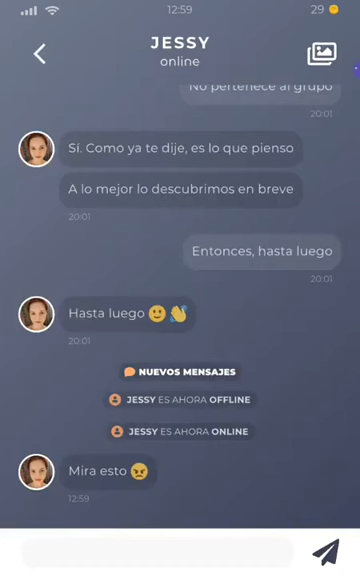 12:59
29
JESSY
online
No pertenece al grupo
20:01
Sí. Como ya te dije, es lo que pienso
A lo mejor lo descubrimos en breve
20:01
Entonces, hasta luego
20:01
Hasta luego 🙂👋
20:01
NUEVOS MENSAJES
JESSY ES AHORA OFFLINE
JESSY ES AHORA ONLINE
Mira esto 😠
12:59